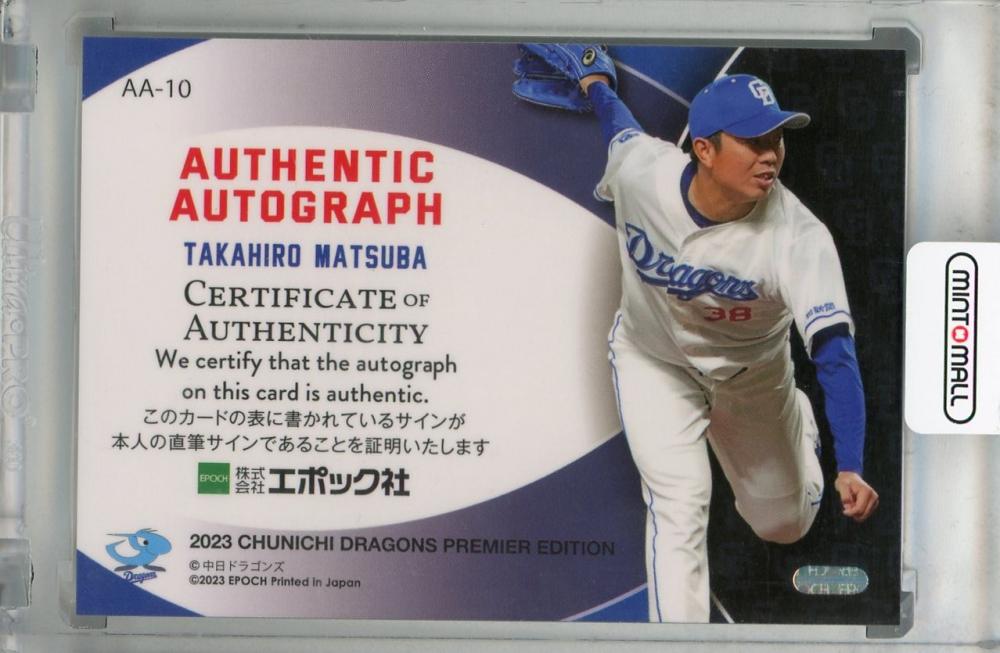 AA-10
AUTHENTIC
AUTOGRAPH
TAKAHIRO MATSUBA
CERTIFICATE OF
AUTHENTICITY
We certify that the autograph
on this card is authentic.
このカードの表に書かれているサインが
本人の直筆サインであることを証明いたします
EPOCH 株式会社 エポック社
Dragons
2023 CHUNICHI DRAGONS PREMIER EDITION
© 中日ドラゴンズ
©2023 EPOCH Printed in Japan
CD
Dragons
38
MINTOMALL